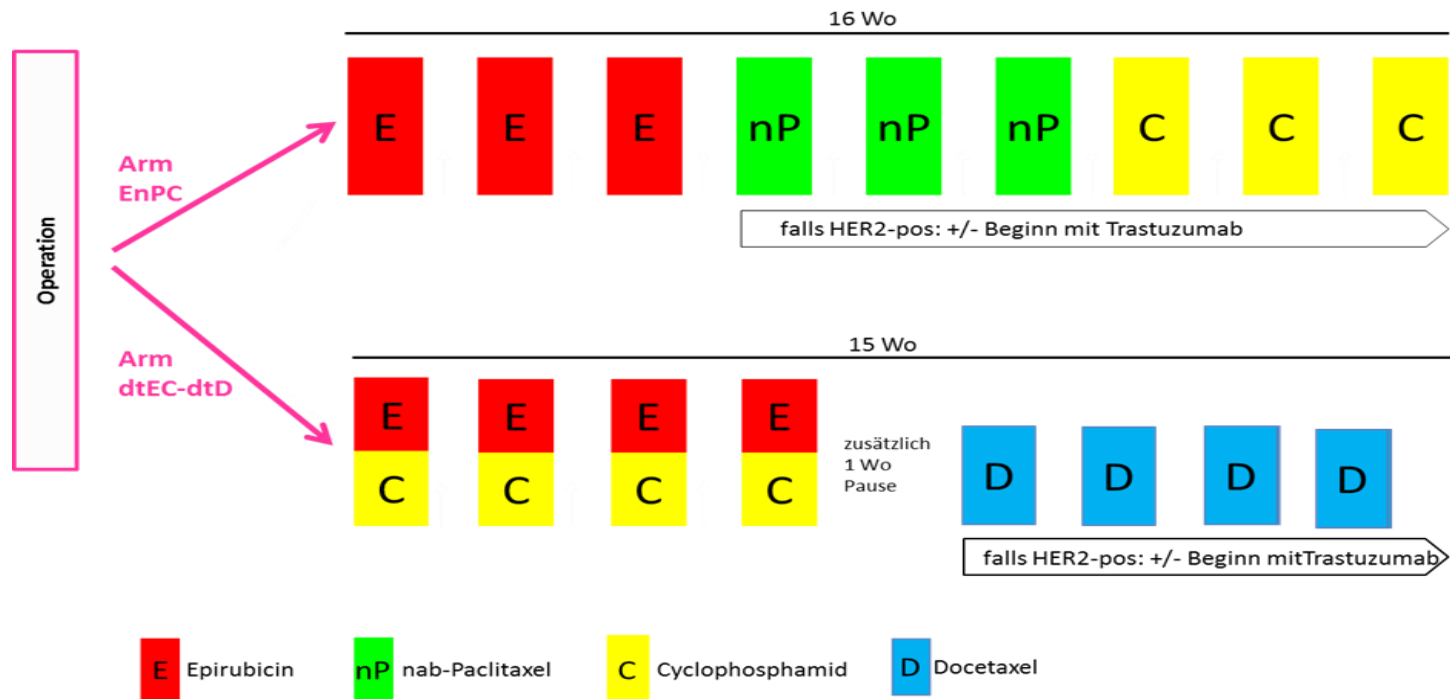 16 Wo
Operation
Arm
EnPC
E E E nP nP nP C C C
falls HER2-pos: +/- Beginn mit Trastuzumab
15 Wo
Arm
dtEC-dtD
E E E E
C C C C
zusätzlich
1 Wo
Pause
D D D D
falls HER2-pos: +/- Beginn mitTrastuzumab
E Epirubicin nP nab-Paclitaxel C Cyclophosphamid D Docetaxel